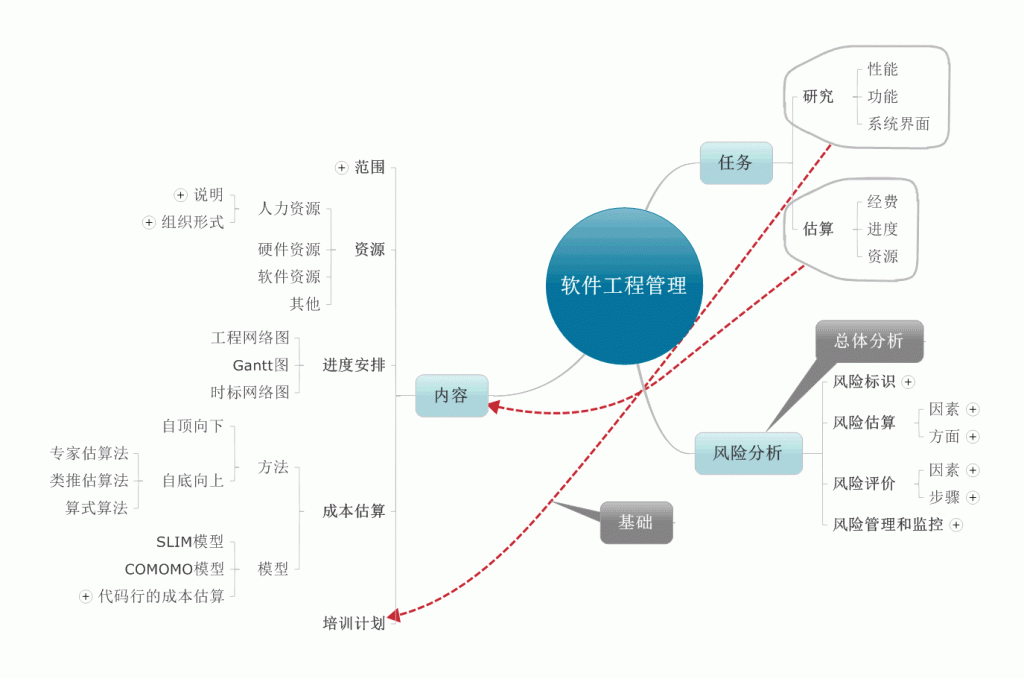 软件工程管理
任务
研究
性能
功能
系统界面
估算
经费
进度
资源
总体分析
风险分析
风险标识
风险估算
因素
方面
风险评价
因素
步骤
风险管理和监控
基础
内容
范围
资源
人力资源
说明
组织形式
硬件资源
软件资源
其他
进度安排
工程网络图
Gantt图
时标网络图
成本估算
方法
自顶向下
自底向上
专家估算法
类推估算法
算式算法
模型
SLIM模型
COMOMO模型
代码行的成本估算
培训计划